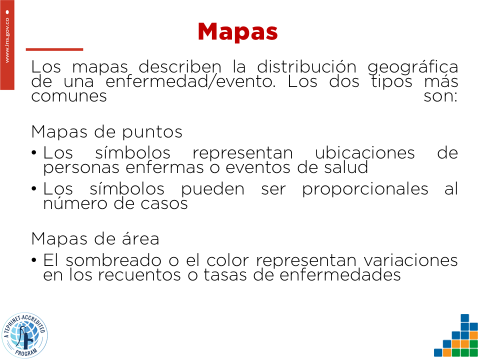 www.ins.gov.co
Mapas
Los mapas describen la distribución geográfica
de una enfermedad/evento. Los dos tipos más
comunes son:
Mapas de puntos
• Los símbolos representan ubicaciones de
personas enfermas o eventos de salud
• Los símbolos pueden ser proporcionales al
número de casos
Mapas de área
• El sombreado o el color representan variaciones
en los recuentos o tasas de enfermedades
A TEPHINET ACCREDITED
PROGRAM